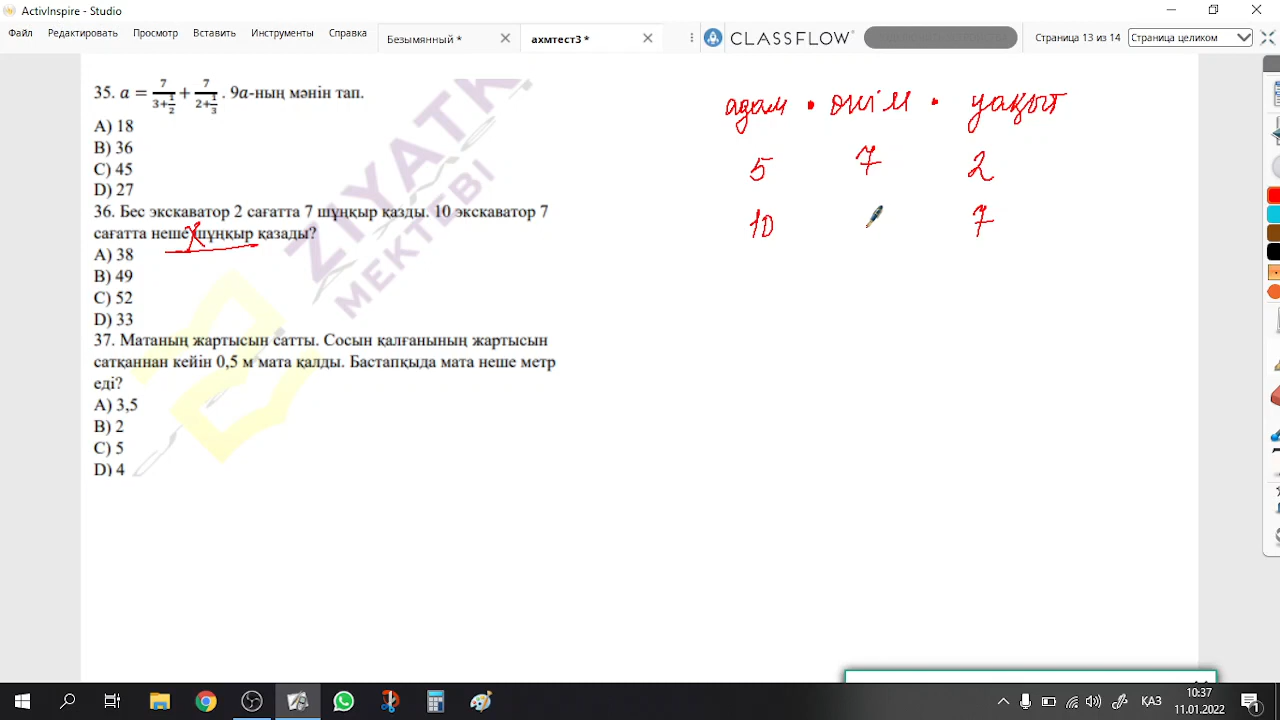 ActivInspire - Studio
Файл Редактировать Просмотр Вставить Инструменты Справка
Безымянный *
ахмтест3 *
CLASSFLOW
Страница 13 из 14
Страница целиком
35. a = 7/(3+1/2) + 7/(2+1/3) . 9a-ның мәнін тап.
A) 18
B) 36
C) 45
D) 27
36. Бес экскаватор 2 сағатта 7 шұңқыр қазды. 10 экскаватор 7
сағатта неше шұңқыр қазады?
x
A) 38
B) 49
C) 52
D) 33
37. Матаның жартысын сатты. Сосын қалғанының жартысын
сатқаннан кейін 0,5 м мата қалды. Бастапқыда мата неше метр
еді?
A) 3,5
B) 2
C) 5
D) 4
ZIYATK
МЕКТЕБІ
адам • өнім • уақыт
5 7 2
10 7
КАЗ
10:37
11.01.2022